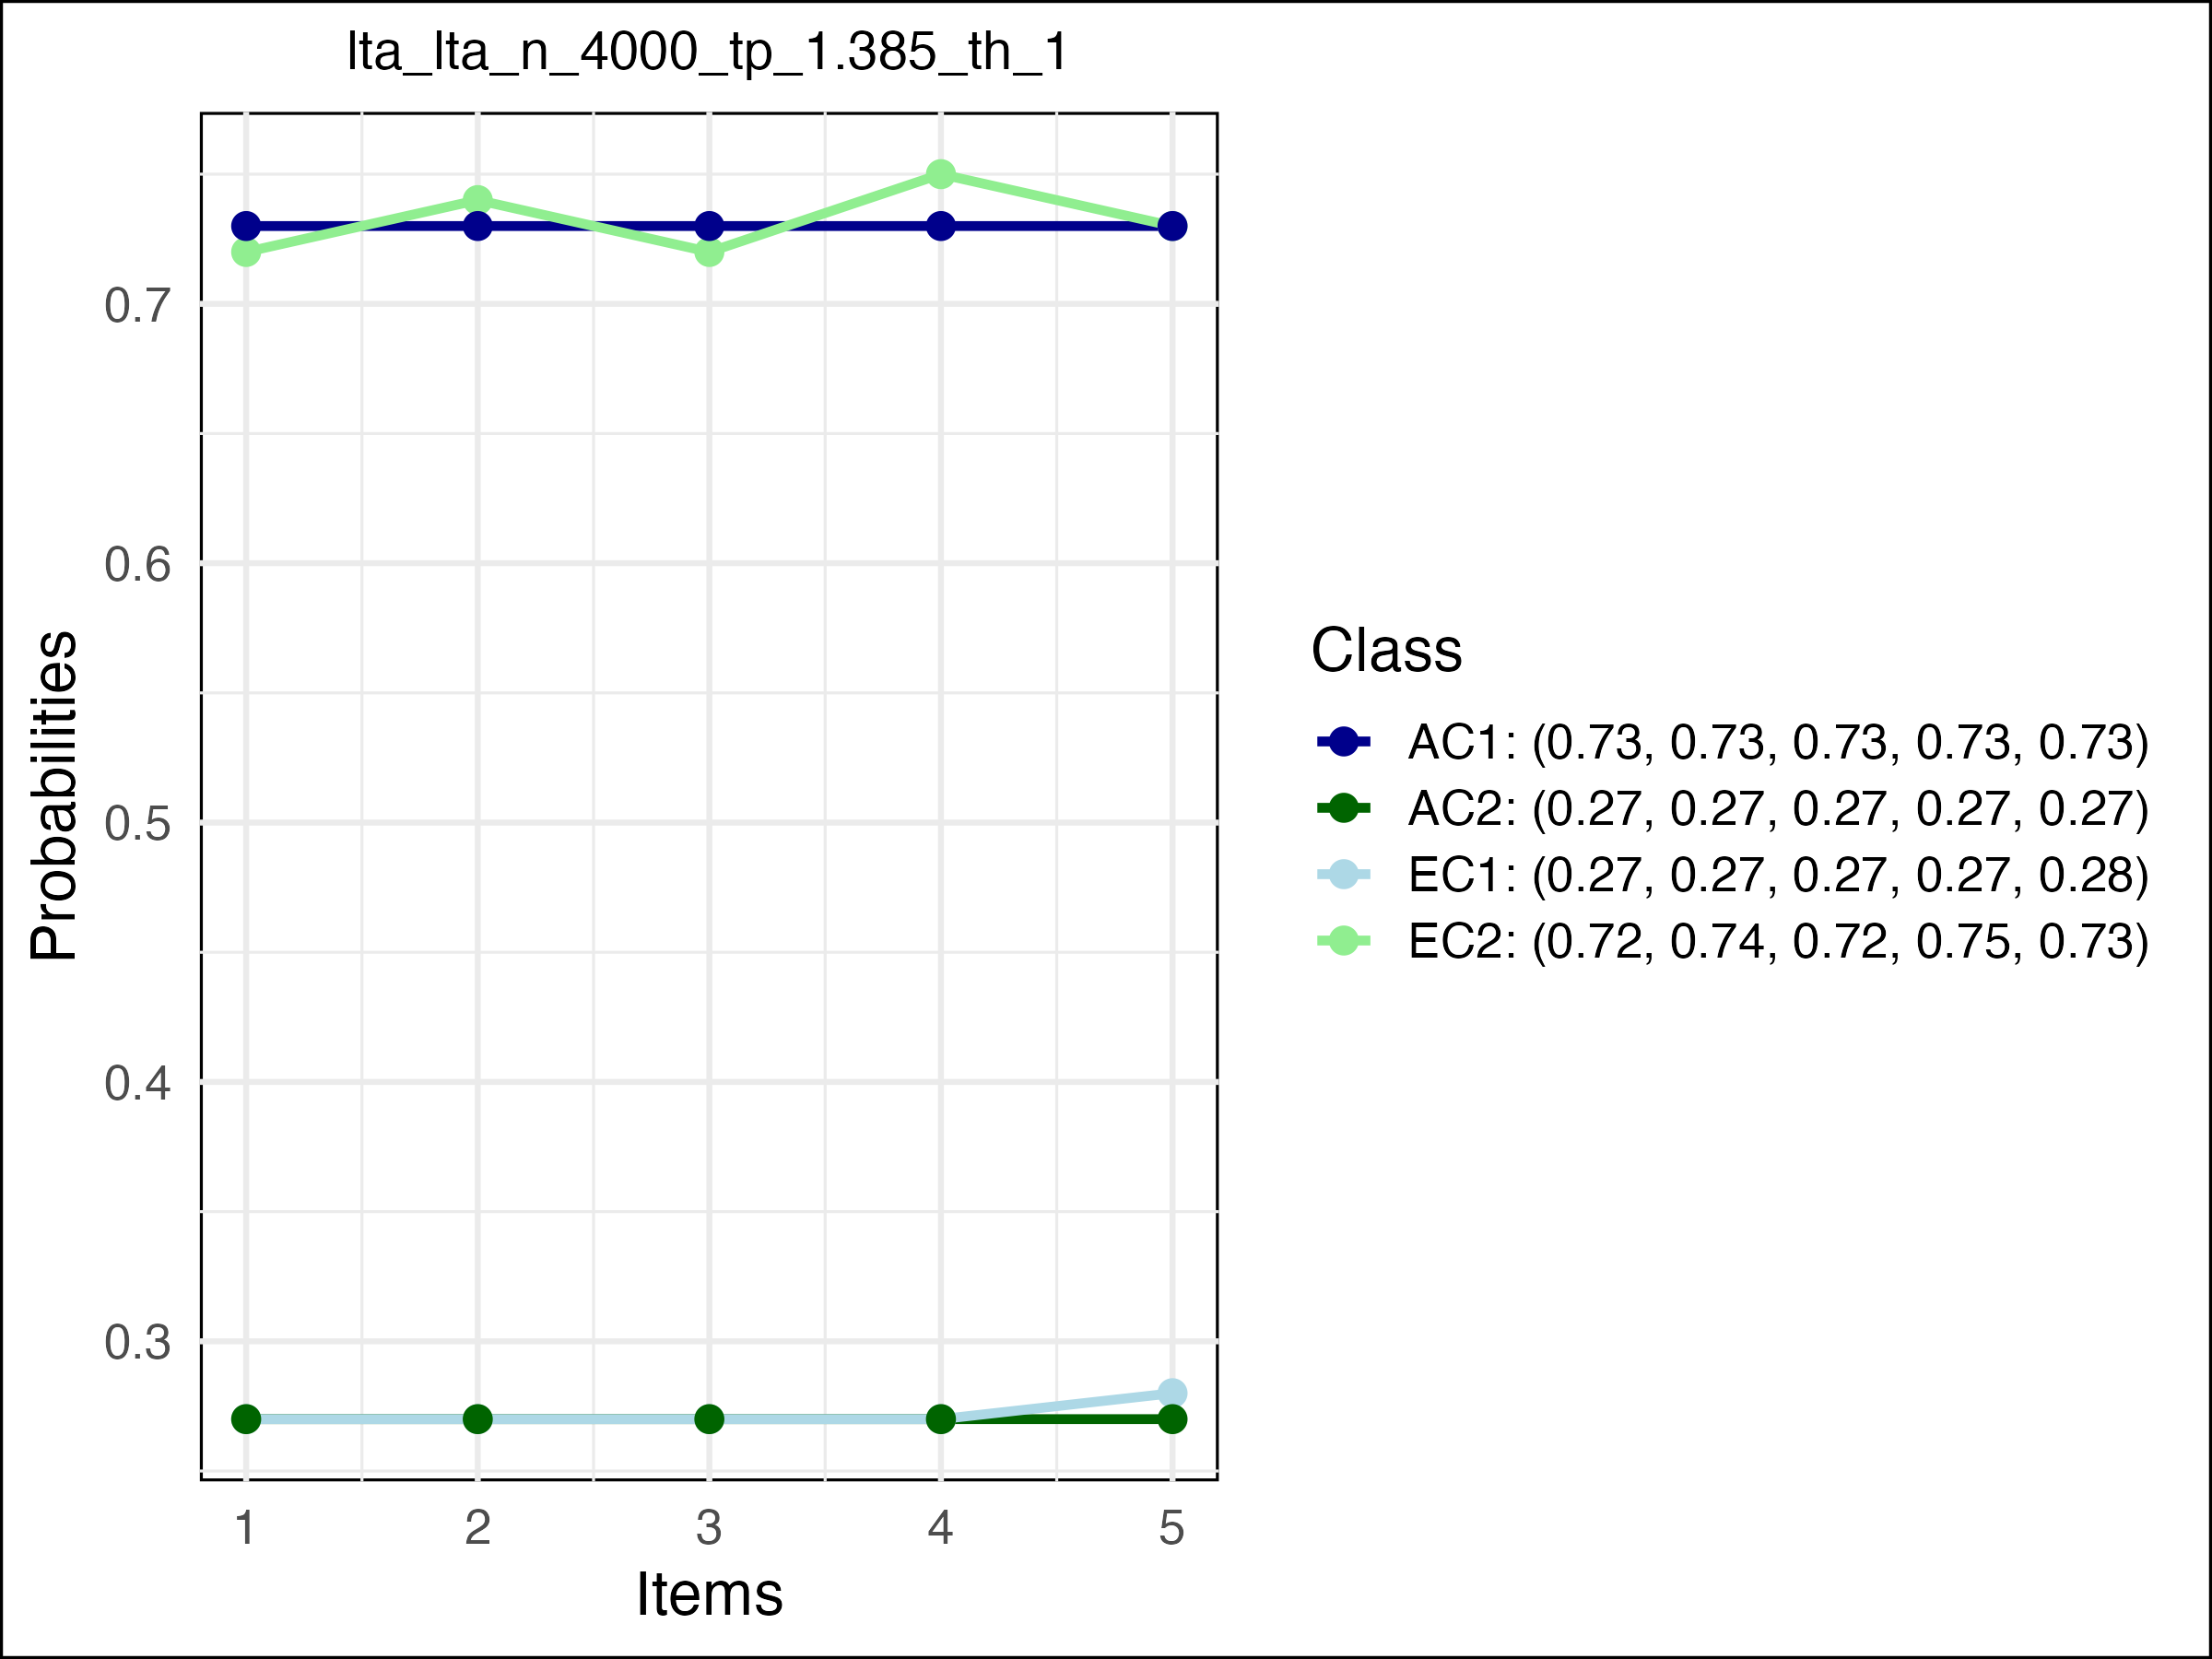 lta_lta_n_4000_tp_1.385_th_1
Probabilities
0.7
0.6
0.5
0.4
0.3
1 2 3 4 5
Items
Class
AC1: (0.73, 0.73, 0.73, 0.73, 0.73)
AC2: (0.27, 0.27, 0.27, 0.27, 0.27)
EC1: (0.27, 0.27, 0.27, 0.27, 0.28)
EC2: (0.72, 0.74, 0.72, 0.75, 0.73)